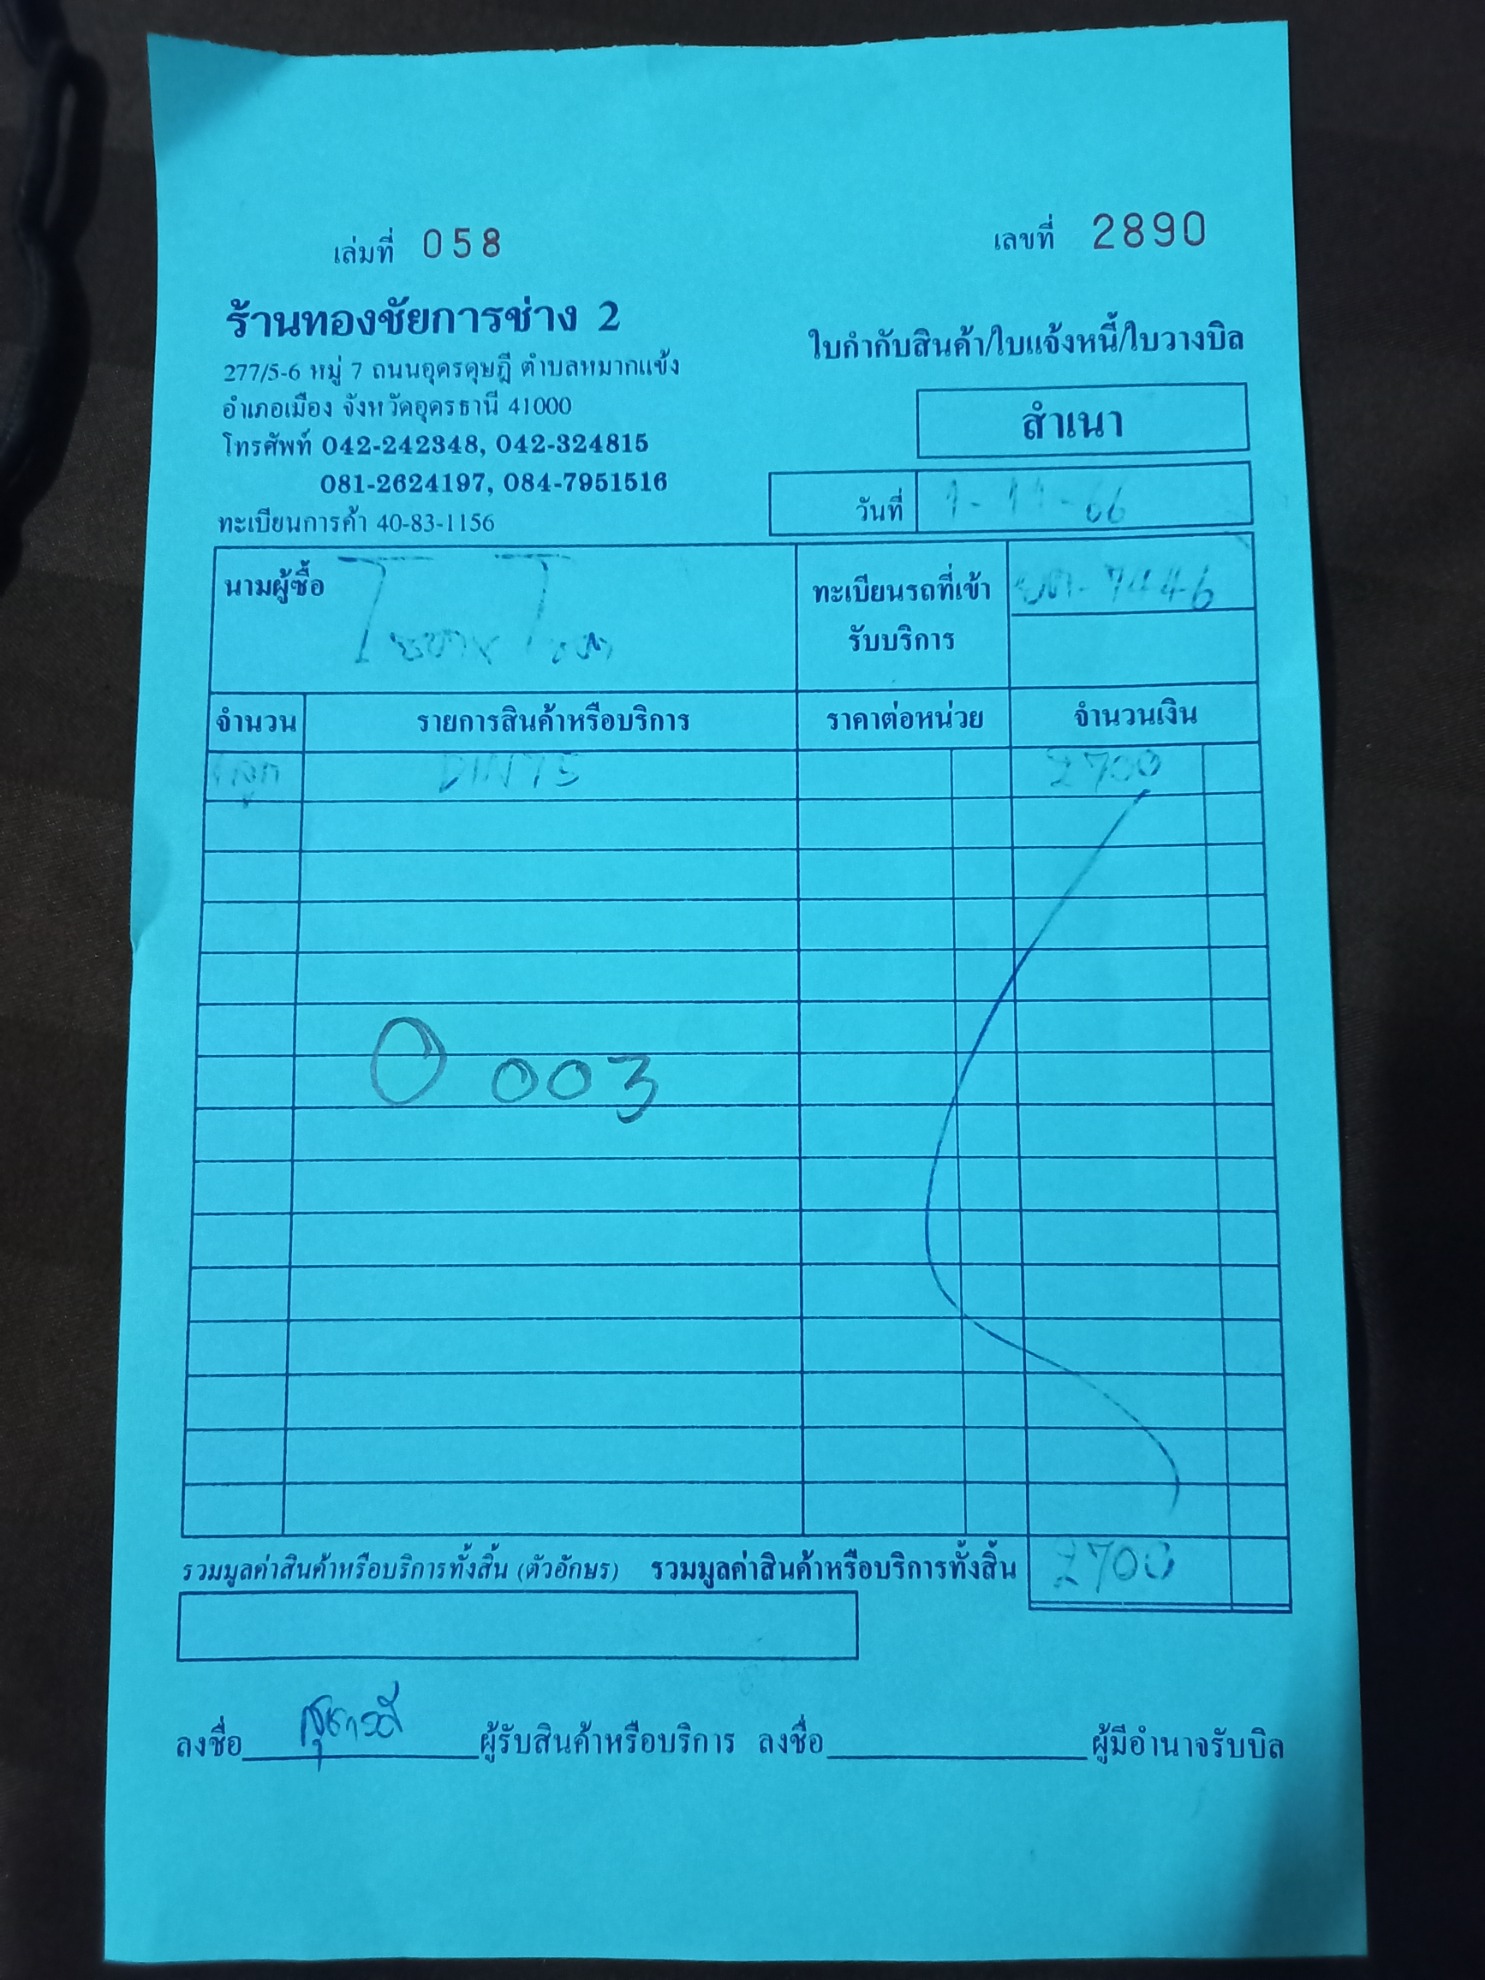 เล่มที่ 058
เลขที่ 2890
ร้านทองชัยการช่าง 2
277/5-6 หมู่ 7 ถนนอุดรดุษฎี ตำบลหมากแข้ง
อำเภอเมือง จังหวัดอุดรธานี 41000
โทรศัพท์ 042-242348, 042-324815
081-2624197, 084-7951516
ทะเบียนการค้า 40-83-1156
ใบกำกับสินค้า/ใบแจ้งหนี้/ใบวางบิล
สำเนา
วันที่ 1-11-66
นามผู้ซื้อ
ทะเบียนรถที่เข้า
รับบริการ
จำนวน รายการสินค้าหรือบริการ ราคาต่อหน่วย จำนวนเงิน
DIN75 2700
003
รวมมูลค่าสินค้าหรือบริการทั้งสิ้น (ตัวอักษร) รวมมูลค่าสินค้าหรือบริการทั้งสิ้น 2700
ลงชื่อ ผู้รับสินค้าหรือบริการ ลงชื่อ ผู้มีอำนาจรับบิล